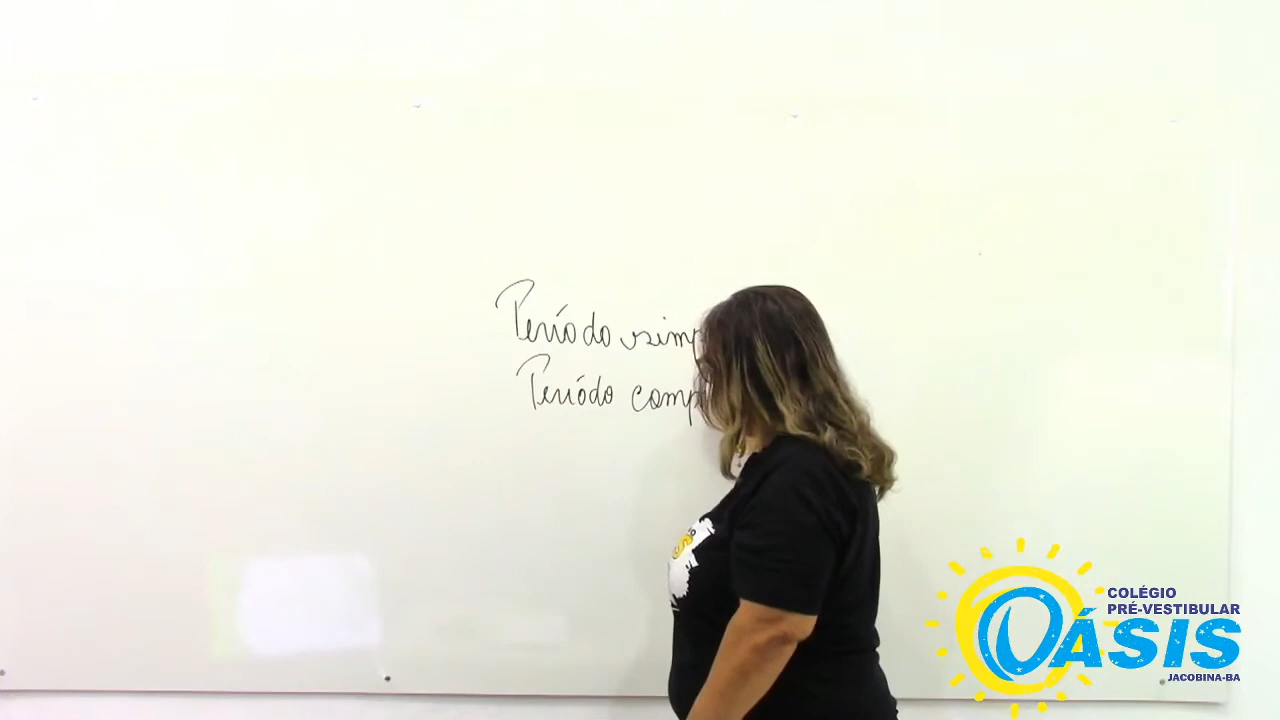 Período simp
Período comp
COLÉGIO
PRÉ-VESTIBULAR
OÁSIS
JACOBINA-BA